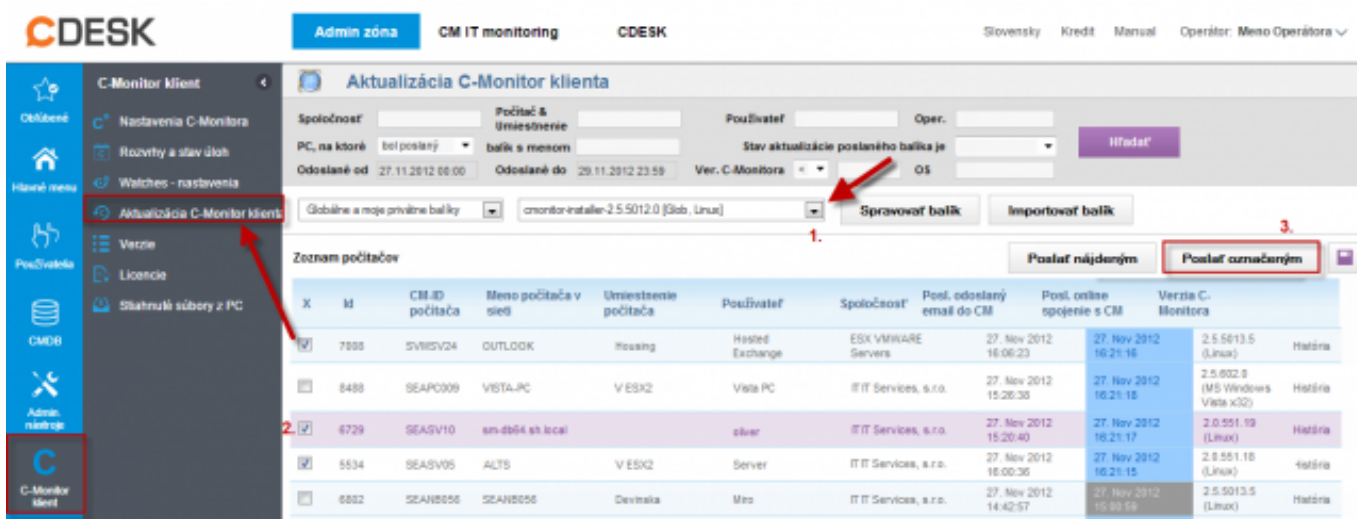 CDESK
Admin zóna CM IT monitoring CDESK
Slovensky Kredit Manual Operátor: Meno Operátora
Obľúbené
Hlavné menu
Používatelia
CMDB
Admin. nástroje
C-Monitor klient
C-Monitor klient
Nastavenia C-Monitora
Rozvrhy a stav úloh
Watches - nastavenia
Aktualizácia C-Monitor klienta
Verzie
Licencie
Stiahnuté súbory z PC
Aktualizácia C-Monitor klienta
Spoločnosť Počítač & Umiestnenie Používateľ Oper.
PC, na ktoré bol poslaný balík s menom Stav aktualizácie poslaného balíka je Hľadať
Odoslané od 27.11.2012 00:00 Odoslané do 29.11.2012 23:59 Ver. C-Monitora < OS
Globálne a moje privátne balíky cmonitor-installer-2.5.5012.0 [Glob, Linux] Spravovať balík Importovať balík
1.
3.
Zoznam počítačov Poslať nájdeným Poslať označeným
X Id CM-ID počítača Meno počítača v sieti Umiestnenie počítača Používateľ Spoločnosť Posl. odoslaný email do CM Posl. online spojenie s CM Verzia C-Monitora
7888 SVMSV24 OUTLOOK Housing Hosted Exchange ESX VMWARE Servers 27. Nov 2012 16:06:23 27. Nov 2012 16:21:16 2.5.5013.5 (Linux) História
8488 SEAPC009 VISTA-PC V ESX2 Vista PC IT IT Services, s.r.o. 27. Nov 2012 15:26:38 27. Nov 2012 16:21:18 2.5.602.0 (MS Windows Vista x32) História
2. 6729 SEASV10 sm-db64.sh.local silver IT IT Services, s.r.o. 27. Nov 2012 15:20:40 27. Nov 2012 16:21:17 2.0.551.19 (Linux) História
5534 SEASV05 ALTS V ESX2 Server IT IT Services, s.r.o. 27. Nov 2012 16:00:36 27. Nov 2012 16:21:15 2.0.551.18 (Linux) História
6802 SEANB056 SEANB056 Devinska Miro IT IT Services, s.r.o. 27. Nov 2012 14:42:57 27. Nov 2012 15:00:59 2.5.5013.5 (Linux) História